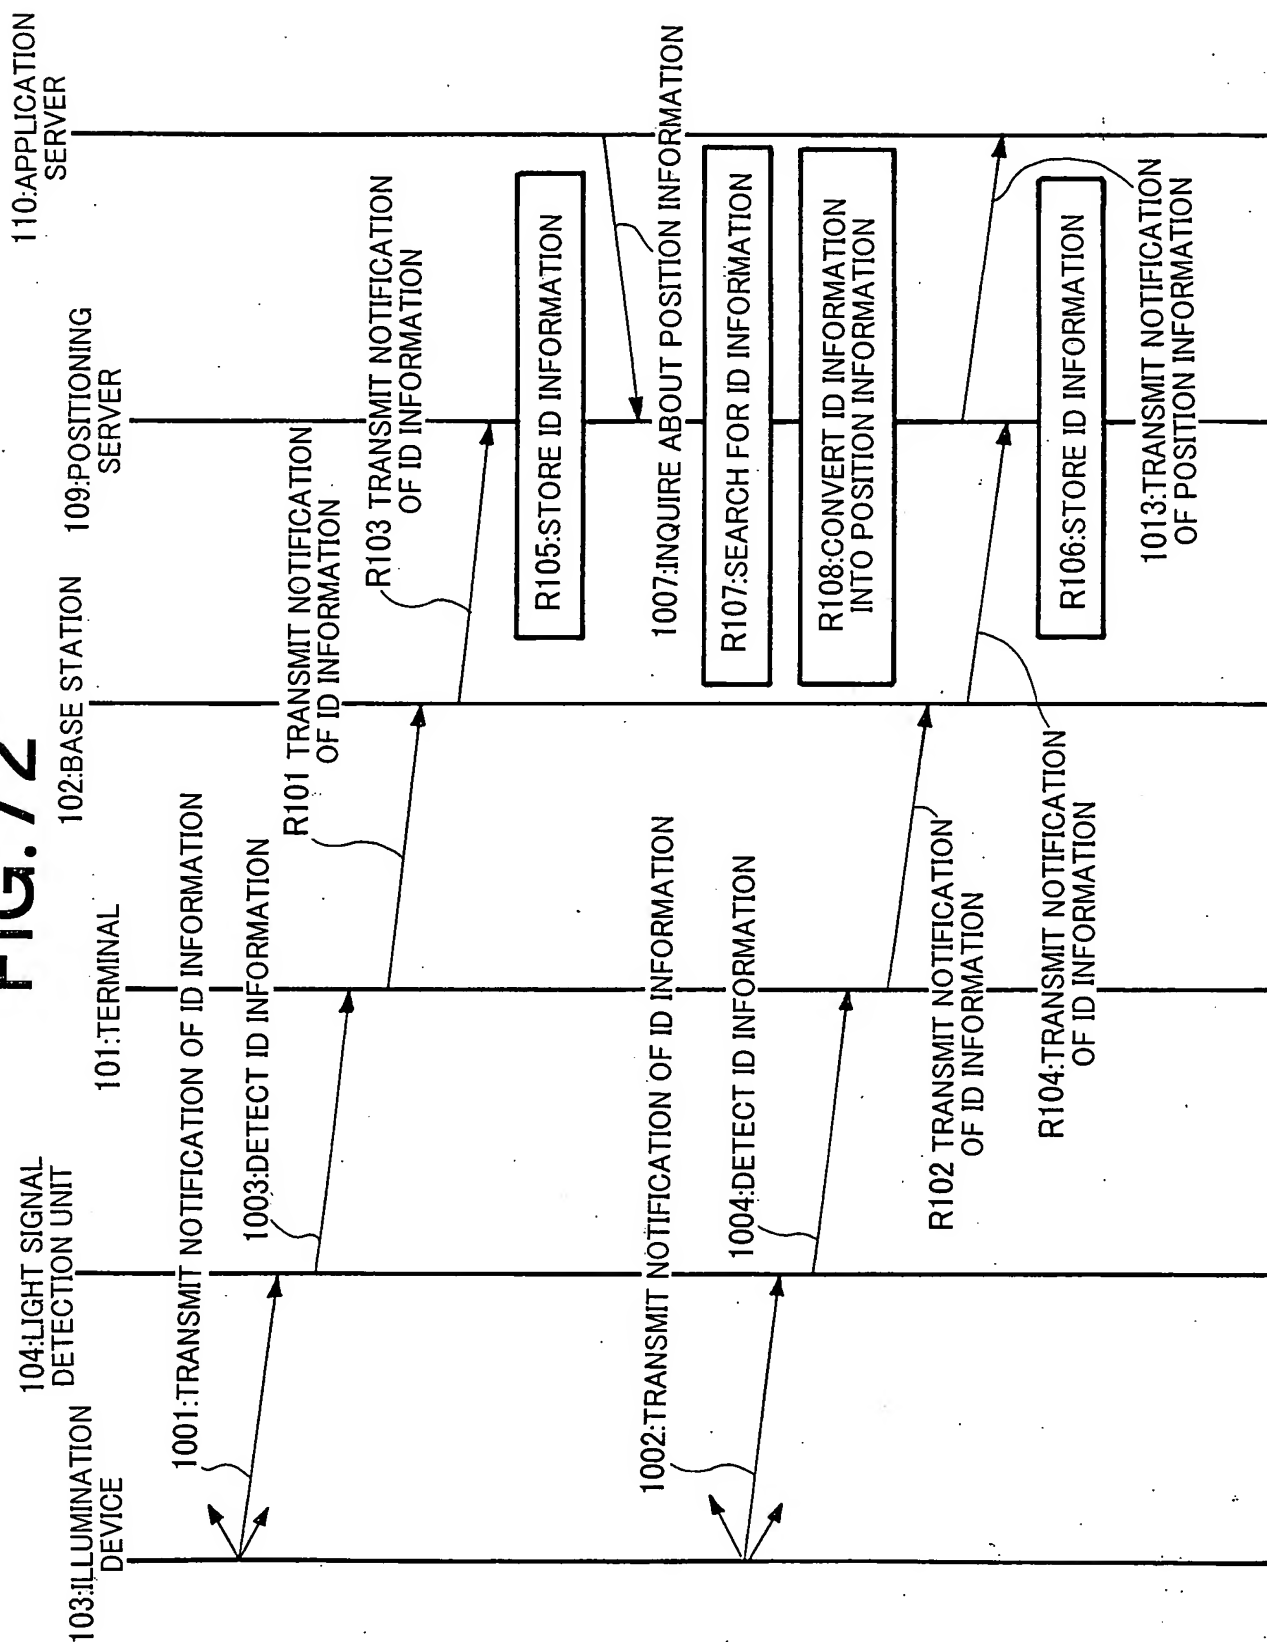 FIG. 72
103:ILLUMINATION
DEVICE
104:LIGHT SIGNAL
DETECTION UNIT
101:TERMINAL
102:BASE STATION
109:POSITIONING
SERVER
110:APPLICATION
SERVER
1001:TRANSMIT NOTIFICATION OF ID INFORMATION
1003:DETECT ID INFORMATION
R101 TRANSMIT NOTIFICATION
OF ID INFORMATION
R103 TRANSMIT NOTIFICATION
OF ID INFORMATION
R105:STORE ID INFORMATION
1007:INQUIRE ABOUT POSITION INFORMATION
R107:SEARCH FOR ID INFORMATION
R108:CONVERT ID INFORMATION
INTO POSITION INFORMATION
1002:TRANSMIT NOTIFICATION OF ID INFORMATION
1004:DETECT ID INFORMATION
R102 TRANSMIT NOTIFICATION
OF ID INFORMATION
R104:TRANSMIT NOTIFICATION
OF ID INFORMATION
R106:STORE ID INFORMATION
1013:TRANSMIT NOTIFICATION
OF POSITION INFORMATION